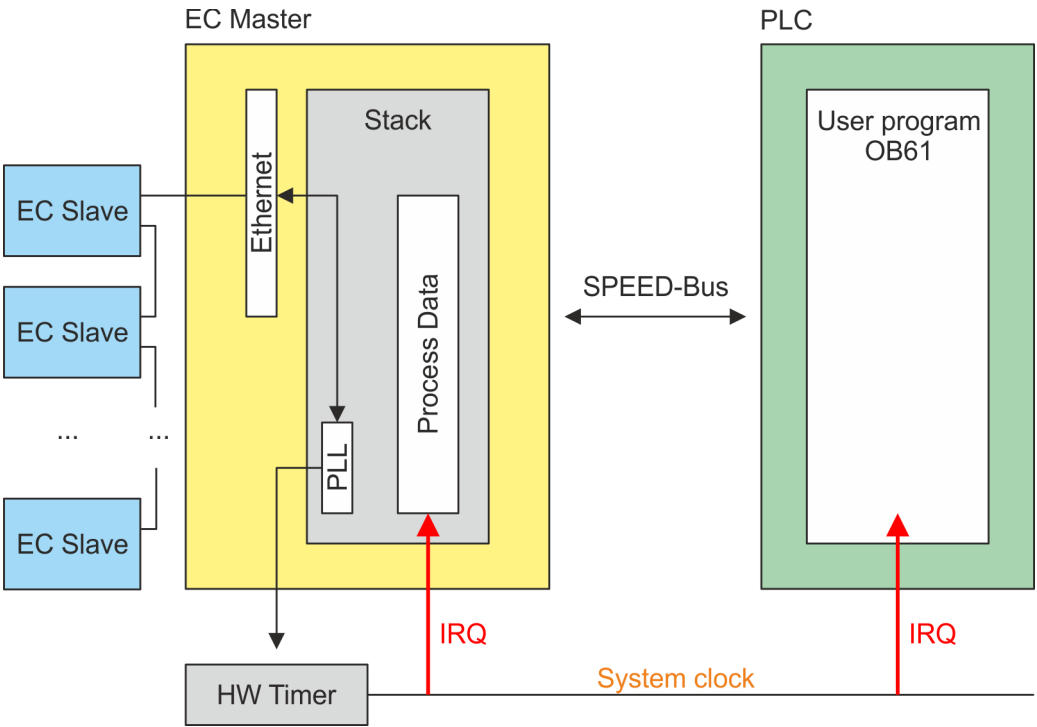 EC Master
PLC
Stack
User program
OB61
Ethernet
EC Slave
EC Slave
...
...
EC Slave
Process Data
PLL
SPEED-Bus
IRQ
IRQ
HW Timer
System clock